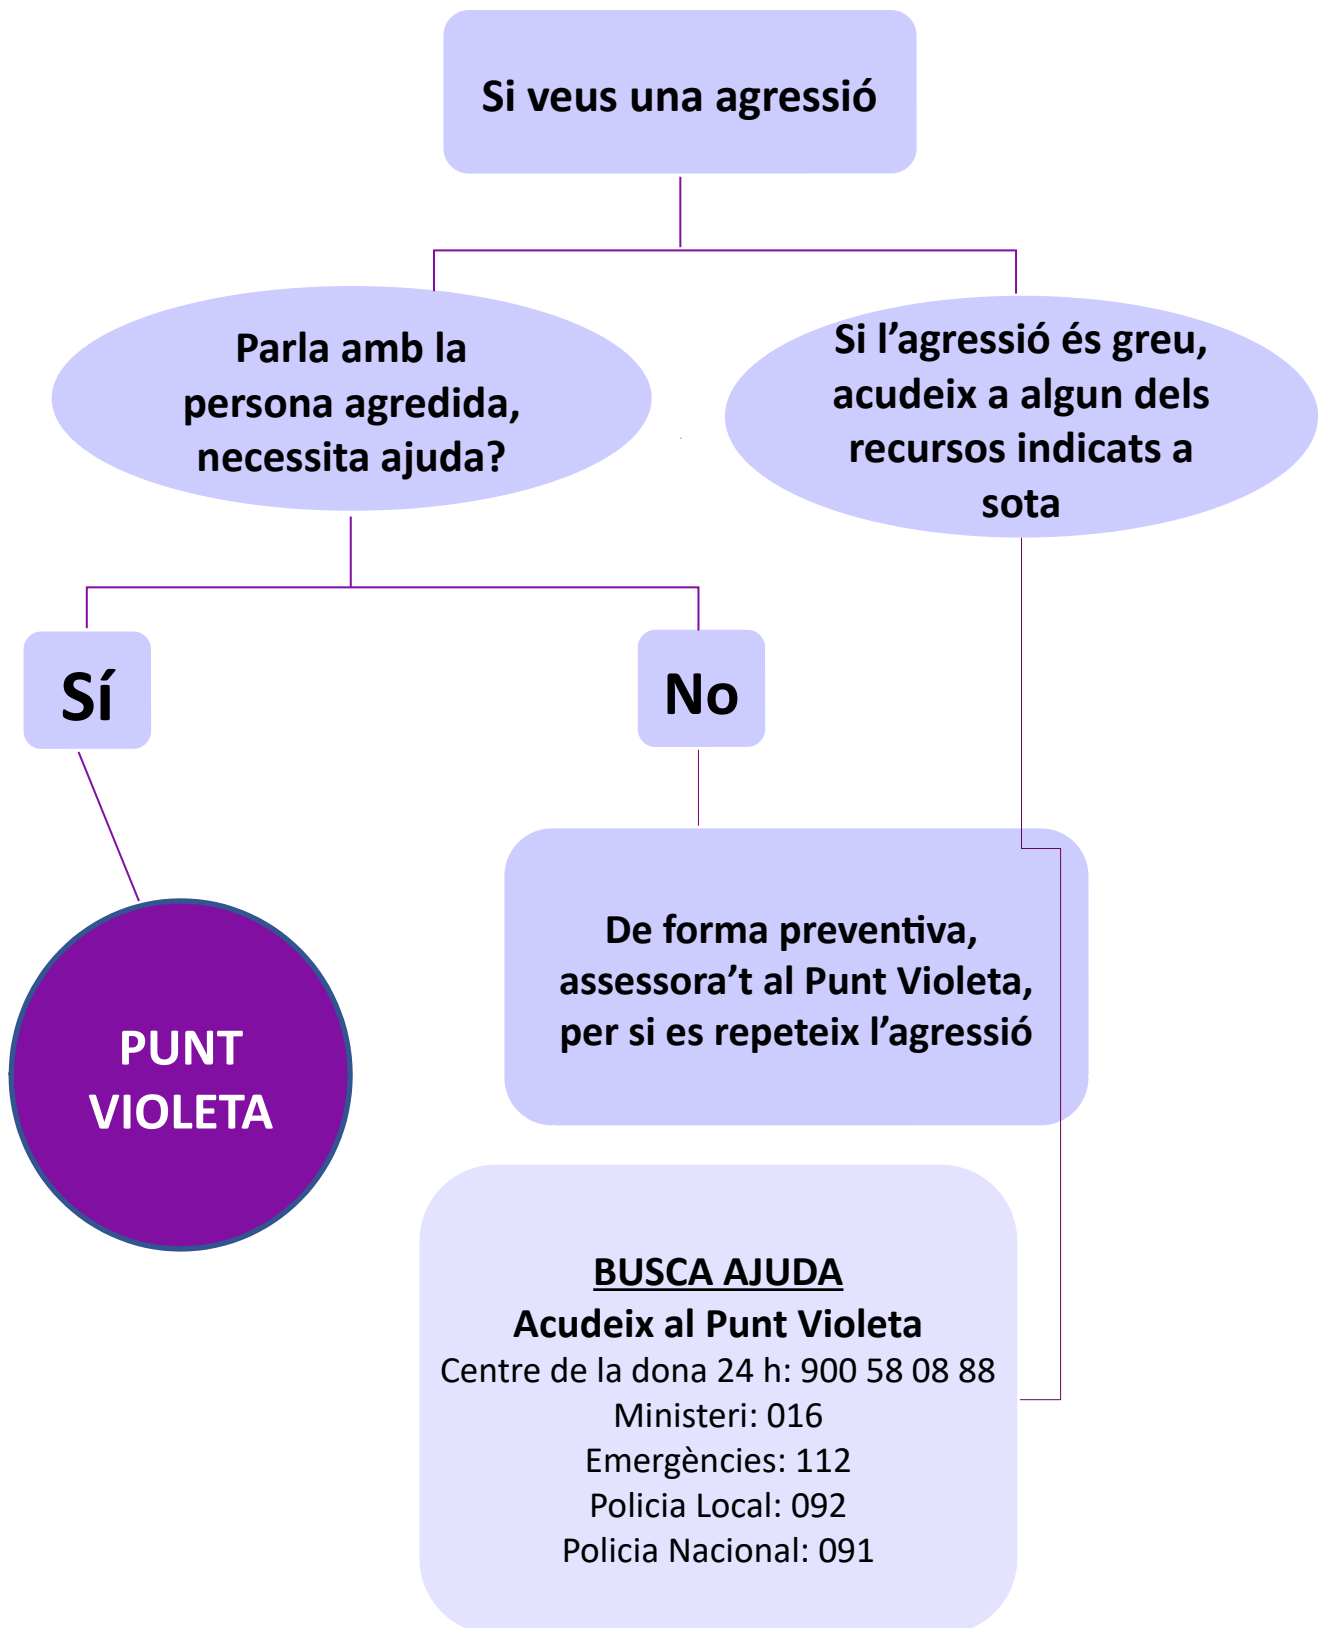 Si veus una agressió
Parla amb la
persona agredida,
necessita ajuda?
Si l’agressió és greu,
acudeix a algun dels
recursos indicats a
sota
Sí
No
De forma preventiva,
assessora’t al Punt Violeta,
per si es repeteix l’agressió
PUNT
VIOLETA
BUSCA AJUDA
Acudeix al Punt Violeta
Centre de la dona 24 h: 900 58 08 88
Ministeri: 016
Emergències: 112
Policia Local: 092
Policia Nacional: 091